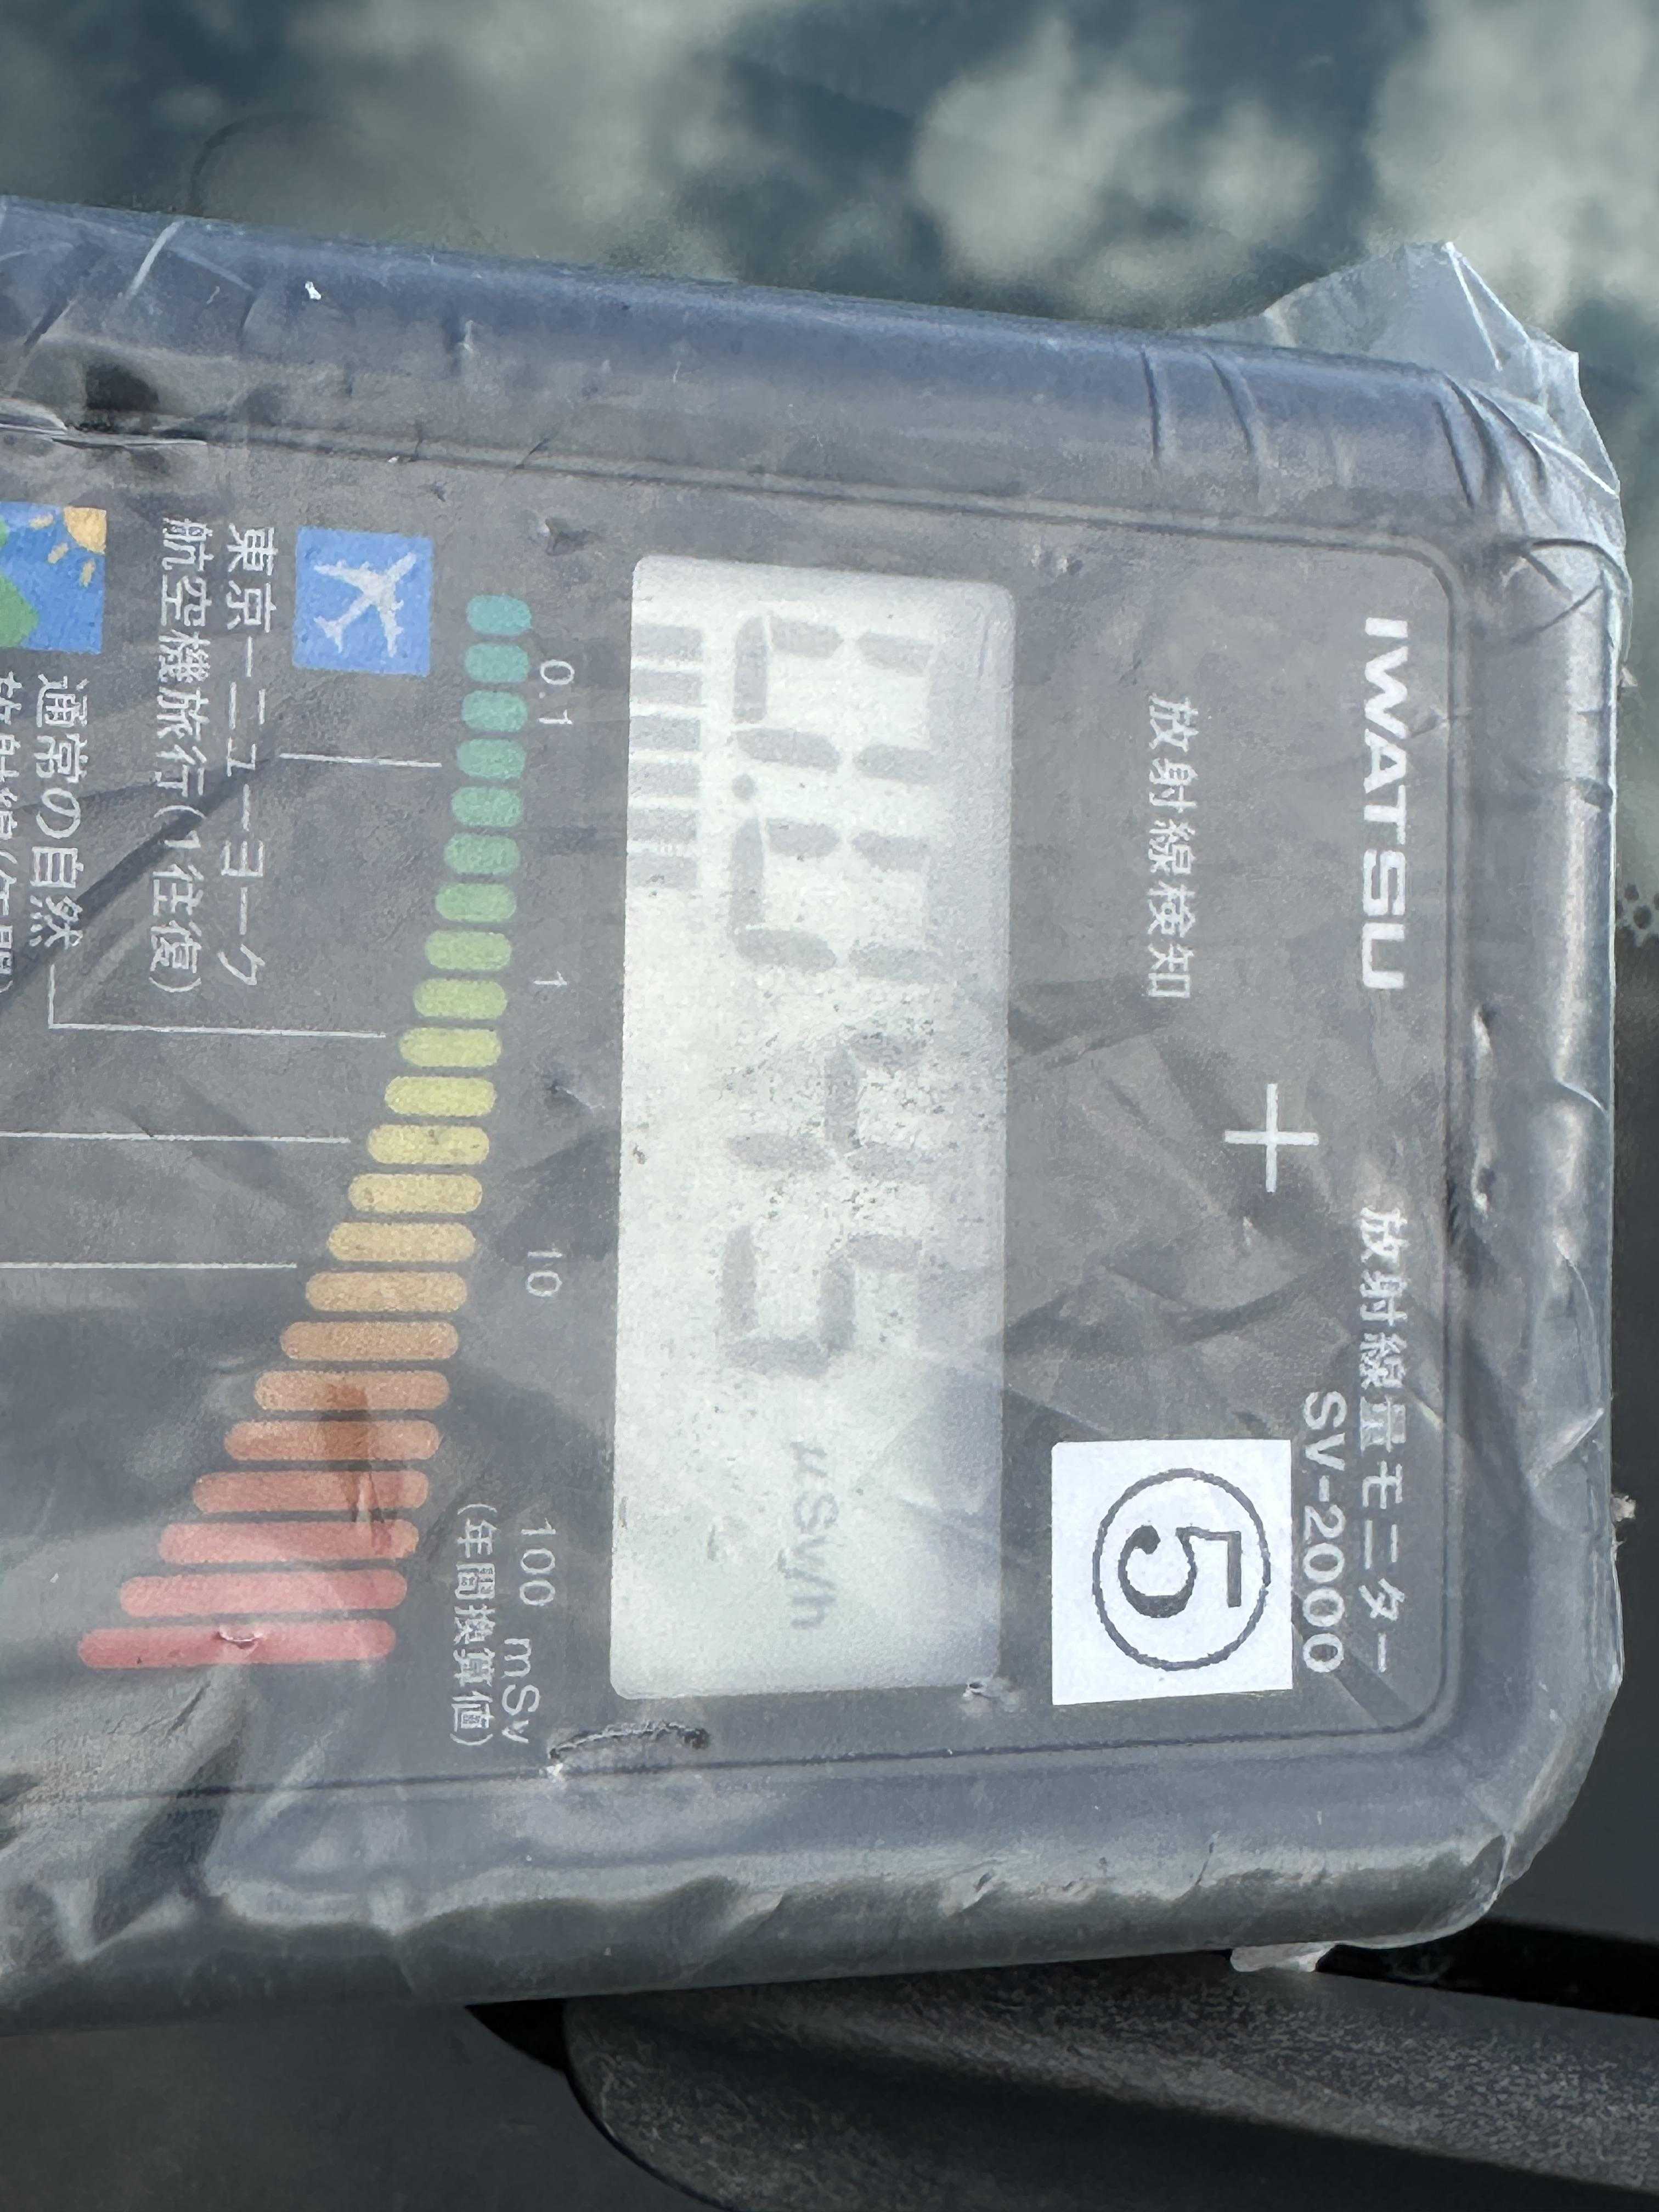 IWATSU
放射線量モニター
SV-2000
放射線検知
+
⑤
0.045 μSv/h
0.1 1 10 100 mSv
(年間換算値)
東京-ニューヨーク
航空機旅行(1往復)
通常の自然